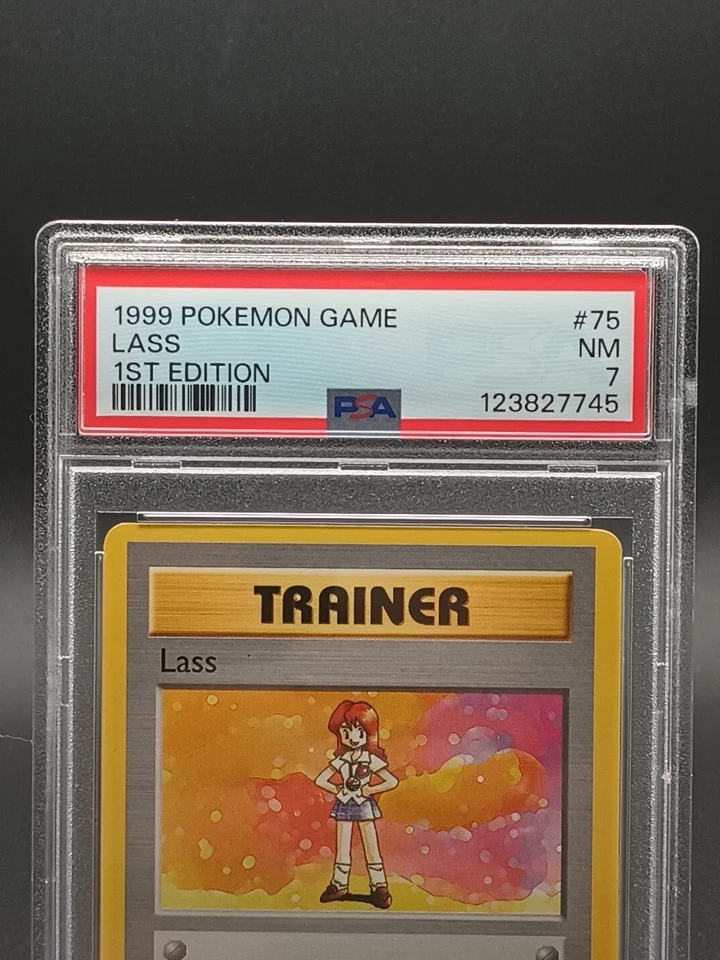 1999 POKEMON GAME #75
LASS NM
1ST EDITION 7
PSA 123827745
TRAINER
Lass